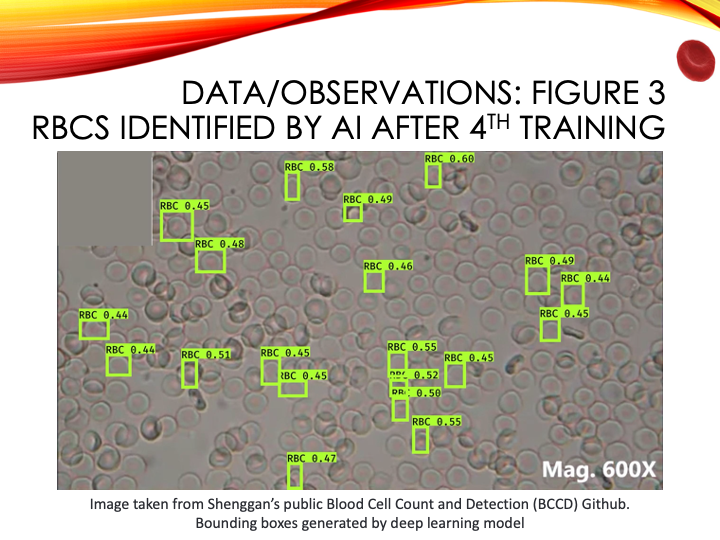 DATA/OBSERVATIONS: FIGURE 3
RBCS IDENTIFIED BY AI AFTER 4TH TRAINING
RBC 0.58
RBC 0.60
RBC 0.45
RBC 0.49
RBC 0.48
RBC 0.46
RBC 0.49
RBC 0.44
RBC 0.44
RBC 0.45
RBC 0.44
RBC 0.51
RBC 0.45
RBC 0.55
RBC 0.45
RBC 0.45
RBC 0.52
RBC 0.50
RBC 0.55
RBC 0.47
Mag. 600X
Image taken from Shenggan’s public Blood Cell Count and Detection (BCCD) Github.
Bounding boxes generated by deep learning model